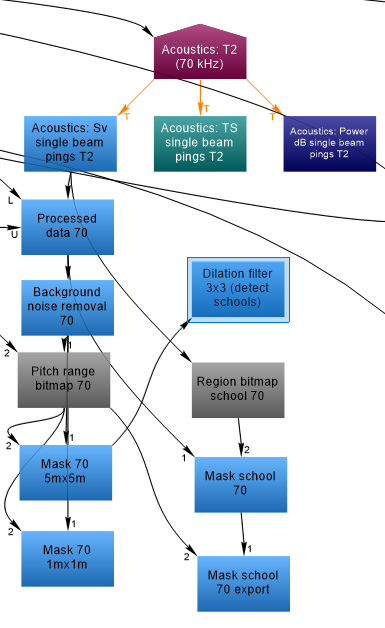 Acoustics: T2
(70 kHz)
T
T
T
Acoustics: Sv
single beam
pings T2
Acoustics: TS
single beam
pings T2
Acoustics: Power
dB single beam
pings T2
L
Processed
data 70
U
Dilation filter
3x3 (detect
schools)
Background
noise removal
70
1
2
Pitch range
bitmap 70
Region bitmap
school 70
2
1
2
1
Mask 70
5mx5m
Mask school
70
2
1
2
1
Mask 70
1mx1m
Mask school
70 export